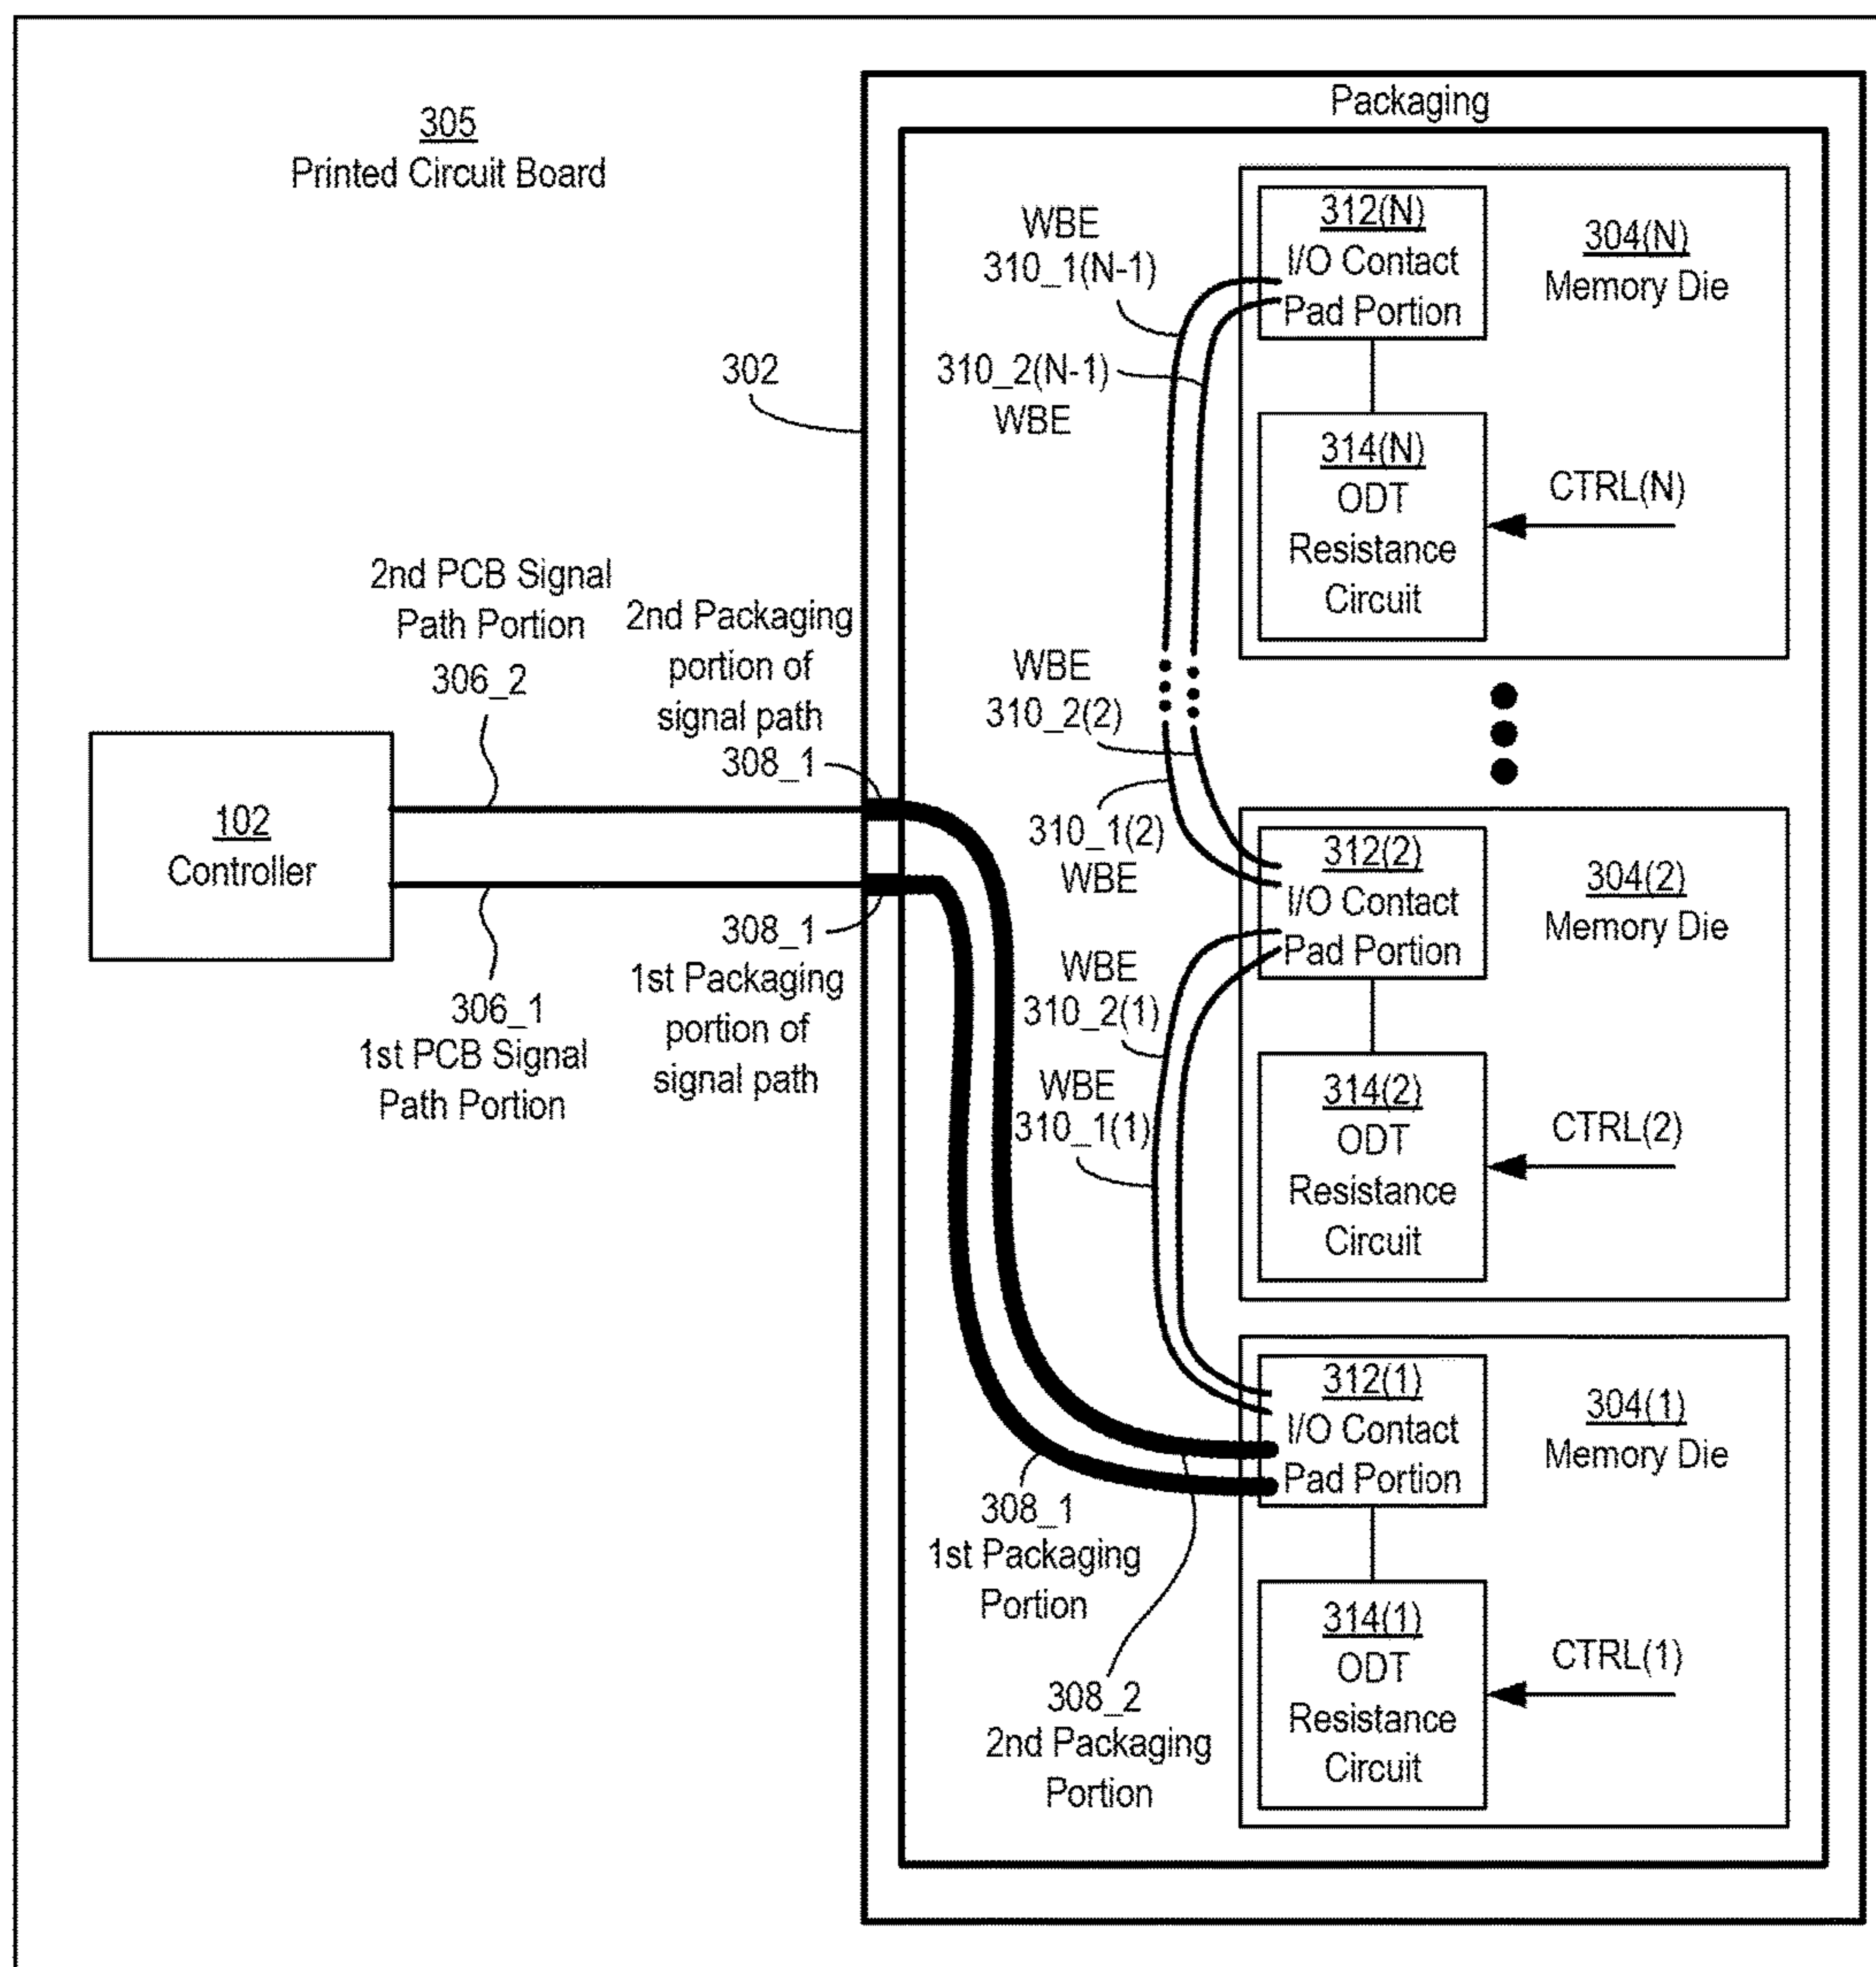 305
Printed Circuit Board
Packaging
302
WBE
310_1(N-1)
310_2(N-1)
WBE
312(N)
I/O Contact
Pad Portion
304(N)
Memory Die
314(N)
ODT
Resistance
Circuit
CTRL(N)
2nd PCB Signal
Path Portion
306_2
2nd Packaging
portion of
signal path
308_1
WBE
310_2(2)
310_1(2)
WBE
102
Controller
306_1
1st PCB Signal
Path Portion
308_1
1st Packaging
portion of
signal path
WBE
310_2(1)
WBE
310_1(1)
312(2)
I/O Contact
Pad Portion
304(2)
Memory Die
314(2)
ODT
Resistance
Circuit
CTRL(2)
312(1)
I/O Contact
Pad Portion
304(1)
Memory Die
308_1
1st Packaging
Portion
308_2
2nd Packaging
Portion
314(1)
ODT
Resistance
Circuit
CTRL(1)